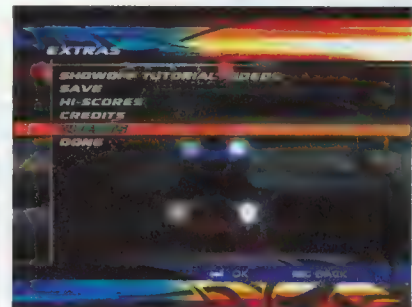 EXTRAS
SHOWOFF TUTORIAL VIDEOS
SAVE
HI-SCORES
CREDITS
DONE
OK
BACK